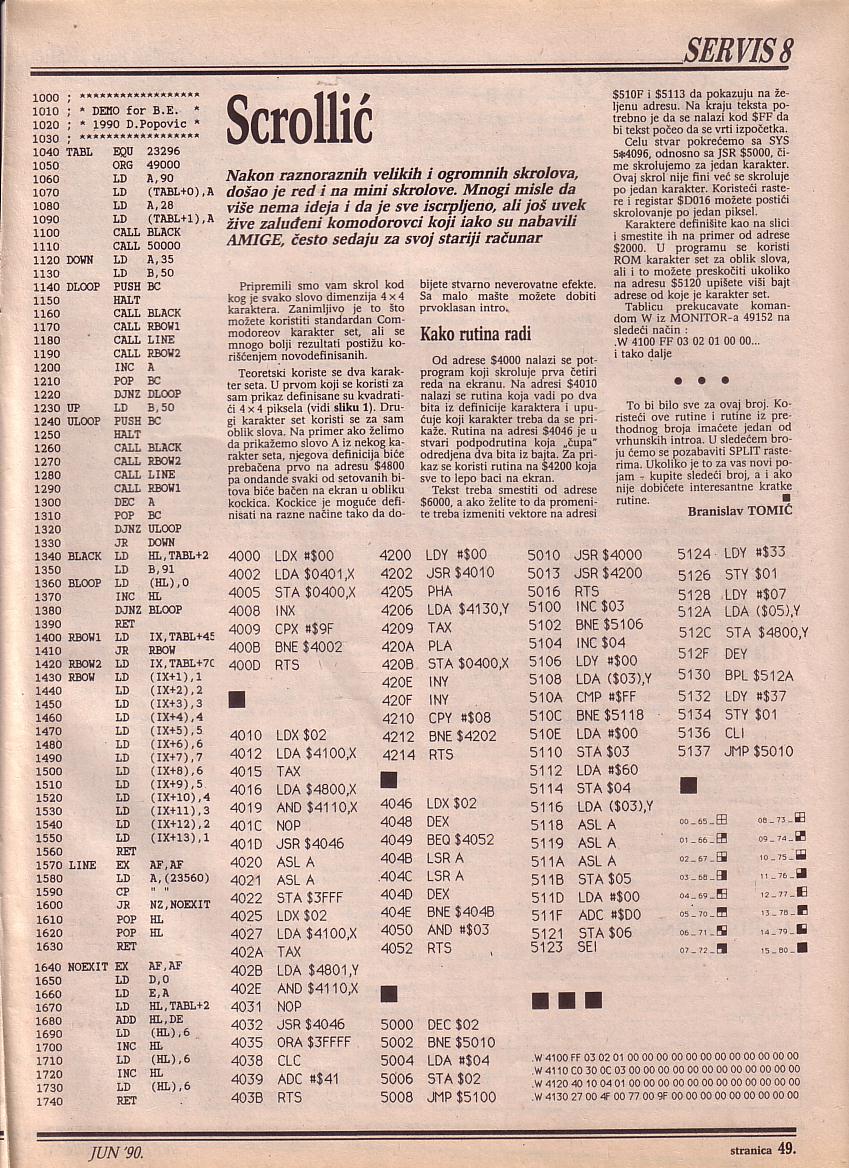 SERVIS 8
1000 ; ******************
1010 ; * DEMO for B.E. *
1020 ; * 1990 D.Popovic *
1030 ; ******************
1040 TABL EQU 23296
1050 ORG 49000
1060 LD A,90
1070 LD (TABL+0),A
1080 LD A,28
1090 LD (TABL+1),A
1100 CALL BLACK
1110 CALL 50000
1120 DOWN LD A,35
1130 LD B,50
1140 DLOOP PUSH BC
1150 HALT
1160 CALL BLACK
1170 CALL RBOW1
1180 CALL LINE
1190 CALL RBOW2
1200 INC A
1210 POP BC
1220 DJNZ DLOOP
1230 UP LD B,50
1240 ULOOP PUSH BC
1250 HALT
1260 CALL BLACK
1270 CALL RBOW2
1280 CALL LINE
1290 CALL RBOW1
1300 DEC A
1310 POP BC
1320 DJNZ ULOOP
1330 JR DOWN
1340 BLACK LD HL,TABL+2
1350 LD B,91
1360 BLOOP LD (HL),0
1370 INC HL
1380 DJNZ BLOOP
1390 RET
1400 RBOW1 LD IX,TABL+45
1410 JR RBOW
1420 RBOW2 LD IX,TABL+70
1430 RBOW LD (IX+1),1
1440 LD (IX+2),2
1450 LD (IX+3),3
1460 LD (IX+4),4
1470 LD (IX+5),5
1480 LD (IX+6),6
1490 LD (IX+7),7
1500 LD (IX+8),6
1510 LD (IX+9),5
1520 LD (IX+10),4
1530 LD (IX+11),3
1540 LD (IX+12),2
1550 LD (IX+13),1
1560 RET
1570 LINE EX AF,AF
1580 LD A,(23560)
1590 CP " "
1600 JR NZ,NOEXIT
1610 POP HL
1620 POP HL
1630 RET
1640 NOEXIT EX AF,AF
1650 LD D,0
1660 LD E,A
1670 LD HL,TABL+2
1680 ADD HL,DE
1690 LD (HL),6
1700 INC HL
1710 LD (HL),6
1720 INC HL
1730 LD (HL),6
1740 RET
Scrollić
Nakon raznoraznih velikih i ogromnih skrolova,
došao je red i na mini skrolove. Mnogi misle da
više nema ideja i da je sve iscrpljeno, ali još uvek
žive zaluđeni komodorovci koji iako su nabavili
AMIGE, često sedaju za svoj stariji računar
Pripremili smo vam skrol kod
kog je svako slovo dimenzija 4×4
karaktera. Zanimljivo je to što
možete koristiti standardan Com-
modoreov karakter set, ali se
mnogo bolji rezultati postižu ko-
rišćenjem novodefinisanih.
Teoretski koriste se dva karak-
ter seta. U prvom koji se koristi za
sam prikaz definisane su kvadrati-
ći 4×4 piksela (vidi sliku 1). Dru-
gi karakter set koristi se za sam
oblik slova. Na primer ako želimo
da prikažemo slovo A iz nekog ka-
rakter seta, njegova definicija biće
prebačena prvo na adresu $4800
pa ondande svaki od setovanih bi-
tova biće bačen na ekran u obliku
kockica. Kockice je moguće defi-
nisati na razne načine tako da do-
bijete stvarno neverovatne efekte.
Sa malo mašte možete dobiti
prvoklasan intro.
Kako rutina radi
Od adrese $4000 nalazi se pot-
program koji skroluje prva četiri
reda na ekranu. Na adresi $4010
nalazi se rutina koja vadi po dva
bita iz definicije karaktera i upu-
ćuje koji karakter treba da se pri-
kaže. Rutina na adresi $4046 je u
stvari podpodrutina koja „čupa"
odredjena dva bita iz bajta. Za pri-
kaz se koristi rutina na $4200 koja
sve to lepo baci na ekran.
Tekst treba smestiti od adrese
$6000, a ako želite to da promeni-
te treba izmeniti vektore na adresi
$510F i $5113 da pokazuju na že-
ljenu adresu. Na kraju teksta po-
trebno je da se nalazi kod $FF da
bi tekst počeo da se vrti izpočetka.
Celu stvar pokrećemo sa SYS
5*4096, odnosno sa JSR $5000, či-
me skrolujemo za jedan karakter.
Ovaj skrol nije fini već se skroluje
po jedan karakter. Koristeći raste-
re i registar $D016 možete postići
skrolovanje po jedan piksel.
Karaktere definišite kao na slici
i smestite ih na primer od adrese
$2000. U programu se koristi
ROM karakter set za oblik slova,
ali i to možete preskočiti ukoliko
na adresu $5120 upišete viši bajt
adrese od koje je karakter set.
Tablicu prekucavate koman-
dom W iz MONITOR-a 49152 na
sledeći način :
.W 4100 FF 03 02 01 00 00...
i tako dalje
• • •
To bi bilo sve za ovaj broj. Ko-
risteći ove rutine i rutine iz pre-
thodnog broja imaćete jedan od
vrhunskih introa. U sledećem bro-
ju ćemo se pozabaviti SPLIT raste-
rima. Ukoliko je to za vas novi po-
jam – kupite sledeći broj, a i ako
nije dobićete interesantne kratke
rutine.
Branislav TOMIĆ
4000 LDX #$00
4002 LDA $0401,X
4005 STA $0400,X
4008 INX
4009 CPX #$9F
400B BNE $4002
400D RTS
4010 LDX $02
4012 LDA $4100,X
4015 TAX
4016 LDA $4800,X
4019 AND $4110,X
401C NOP
401D JSR $4046
4020 ASL A
4021 ASL A
4022 STA $3FFF
4025 LDX $02
4027 LDA $4100,X
402A TAX
402B LDA $4801,Y
402E AND $4110,X
4031 NOP
4032 JSR $4046
4035 ORA $3FFFF
4038 CLC
4039 ADC #$41
403B RTS
4200 LDY #$00
4202 JSR $4010
4205 PHA
4206 LDA $4130,Y
4209 TAX
420A PLA
420B STA $0400,X
420E INY
420F INY
4210 CPY #$08
4212 BNE $4202
4214 RTS
4046 LDX $02
4048 DEX
4049 BEQ $4052
404B LSR A
404C LSR A
404D DEX
404E BNE $404B
4050 AND #$03
4052 RTS
5000 DEC $02
5002 BNE $5010
5004 LDA #$04
5006 STA $02
5008 JMP $5100
5010 JSR $4000
5013 JSR $4200
5016 RTS
5100 INC $03
5102 BNE $5106
5104 INC $04
5106 LDY #$00
5108 LDA ($03),Y
510A CMP #$FF
510C BNE $5118
510E LDA #$00
5110 STA $03
5112 LDA #$60
5114 STA $04
5116 LDA ($03),Y
5118 ASL A
5119 ASL A
511A ASL A
511B STA $05
511D LDA #$00
511F ADC #$D0
5121 STA $06
5123 SEI
5124 LDY #$33
5126 STY $01
5128 LDY #$07
512A LDA ($05),Y
512C STA $4800,Y
512F DEY
5130 BPL $512A
5132 LDY #$37
5134 STY $01
5136 CLI
5137 JMP $5010
00_65_
01_66_
02_67_
03_68_
04_69_
05_70_
06_71_
07_72_
08_73_
09_74_
10_75_
11_76_
12_77_
13_78_
14_79_
15_80_
.W 4100 FF 03 02 01 00 00 00 00 00 00 00 00 00 00 00 00
.W 4110 C0 30 0C 03 00 00 00 00 00 00 00 00 00 00 00 00
.W 4120 40 10 04 01 00 00 00 00 00 00 00 00 00 00 00 00
.W 4130 27 00 4F 00 77 00 9F 00 00 00 00 00 00 00 00 00
JUN '90.
stranica 49.